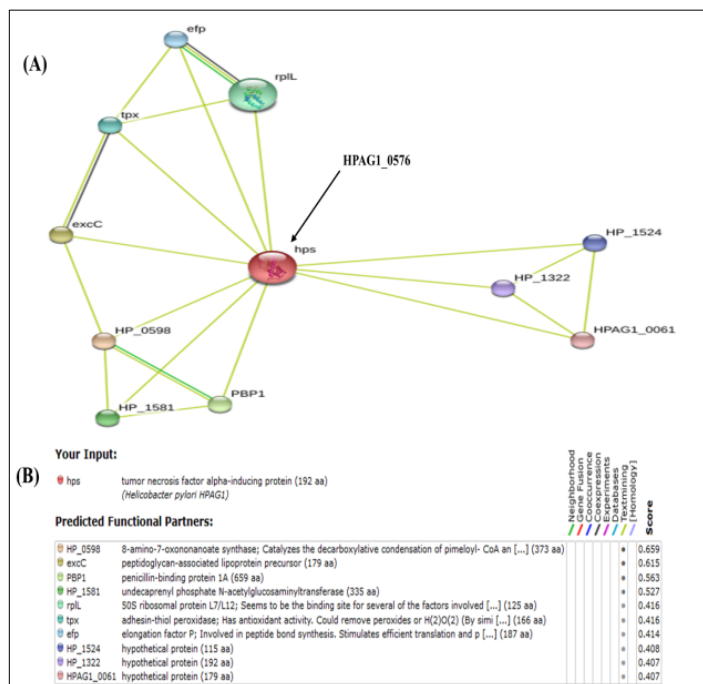 (A)
efp
rplL
tpx
HPAG1_0576
excC
hps
HP_1524
HP_1322
HPAG1_0061
HP_0598
PBP1
HP_1581
Your Input:
(B)
hps tumor necrosis factor alpha-inducing protein (192 aa)
(Helicobacter pylori HPAG1)
Predicted Functional Partners:
Neighborhood
Gene Fusion
Cooccurrence
Coexpression
Experiments
Databases
Textmining
[Homology]
Score
HP_0598 8-amino-7-oxononanoate synthase; Catalyzes the decarboxylative condensation of pimeloyl- CoA an [...] (373 aa) 0.659
excC peptidoglycan-associated lipoprotein precursor (179 aa) 0.615
PBP1 penicillin-binding protein 1A (659 aa) 0.563
HP_1581 undecaprenyl phosphate N-acetylglucosaminyltransferase (335 aa) 0.527
rplL 50S ribosomal protein L7/L12; Seems to be the binding site for several of the factors involved [...] (125 aa) 0.416
tpx adhesin-thiol peroxidase; Has antioxidant activity. Could remove peroxides or H(2)O(2) (By simi [...] (166 aa) 0.416
efp elongation factor P; Involved in peptide bond synthesis. Stimulates efficient translation and p [...] (187 aa) 0.414
HP_1524 hypothetical protein (115 aa) 0.408
HP_1322 hypothetical protein (192 aa) 0.407
HPAG1_0061 hypothetical protein (179 aa) 0.407